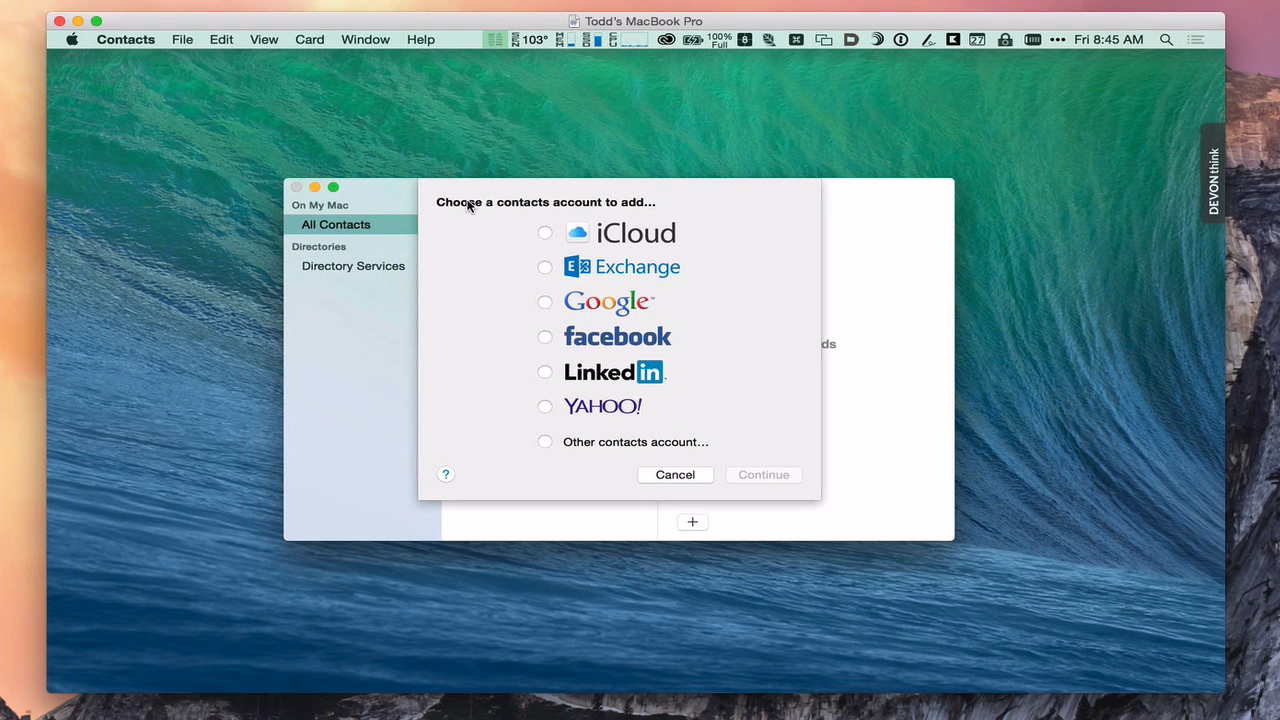 Todd's MacBook Pro
Contacts File Edit View Card Window Help 103° 100% Full 27 Fri 8:45 AM
DEVONthink
On My Mac
All Contacts
Directories
Directory Services
Choose a contacts account to add...
iCloud
Exchange
Google™
facebook
LinkedIn
YAHOO!
Other contacts account...
ds
? Cancel Continue
+